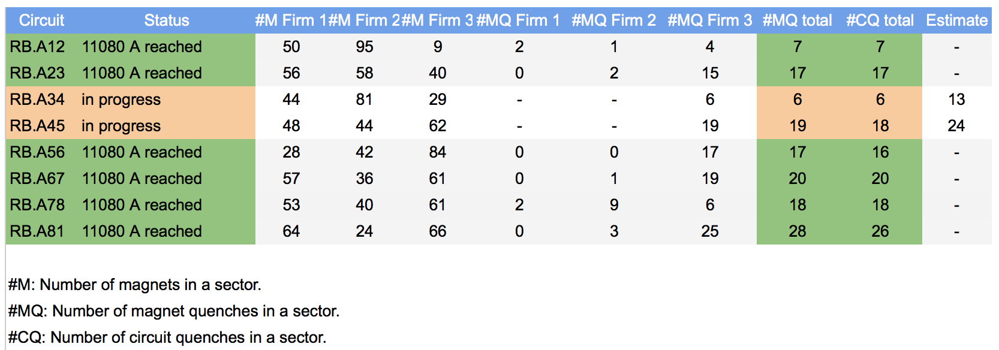 Circuit Status #M Firm 1 #M Firm 2 #M Firm 3 #MQ Firm 1 #MQ Firm 2 #MQ Firm 3 #MQ total #CQ total Estimate
RB.A12 11080 A reached 50 95 9 2 1 4 7 7 -
RB.A23 11080 A reached 56 58 40 0 2 15 17 17 -
RB.A34 in progress 44 81 29 - - 6 6 6 13
RB.A45 in progress 48 44 62 - - 19 19 18 24
RB.A56 11080 A reached 28 42 84 0 0 17 17 16 -
RB.A67 11080 A reached 57 36 61 0 1 19 20 20 -
RB.A78 11080 A reached 53 40 61 2 9 6 18 18 -
RB.A81 11080 A reached 64 24 66 0 3 25 28 26 -
#M: Number of magnets in a sector.
#MQ: Number of magnet quenches in a sector.
#CQ: Number of circuit quenches in a sector.